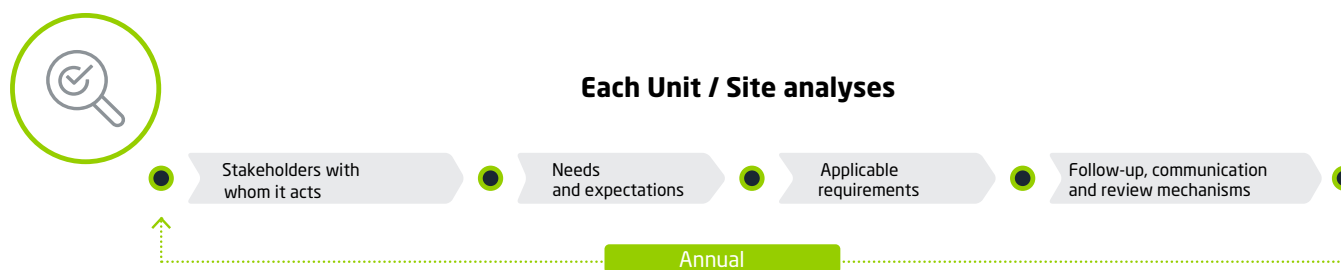 Each Unit / Site analyses
Stakeholders with
whom it acts
Needs
and expectations
Applicable
requirements
Follow-up, communication
and review mechanisms
Annual